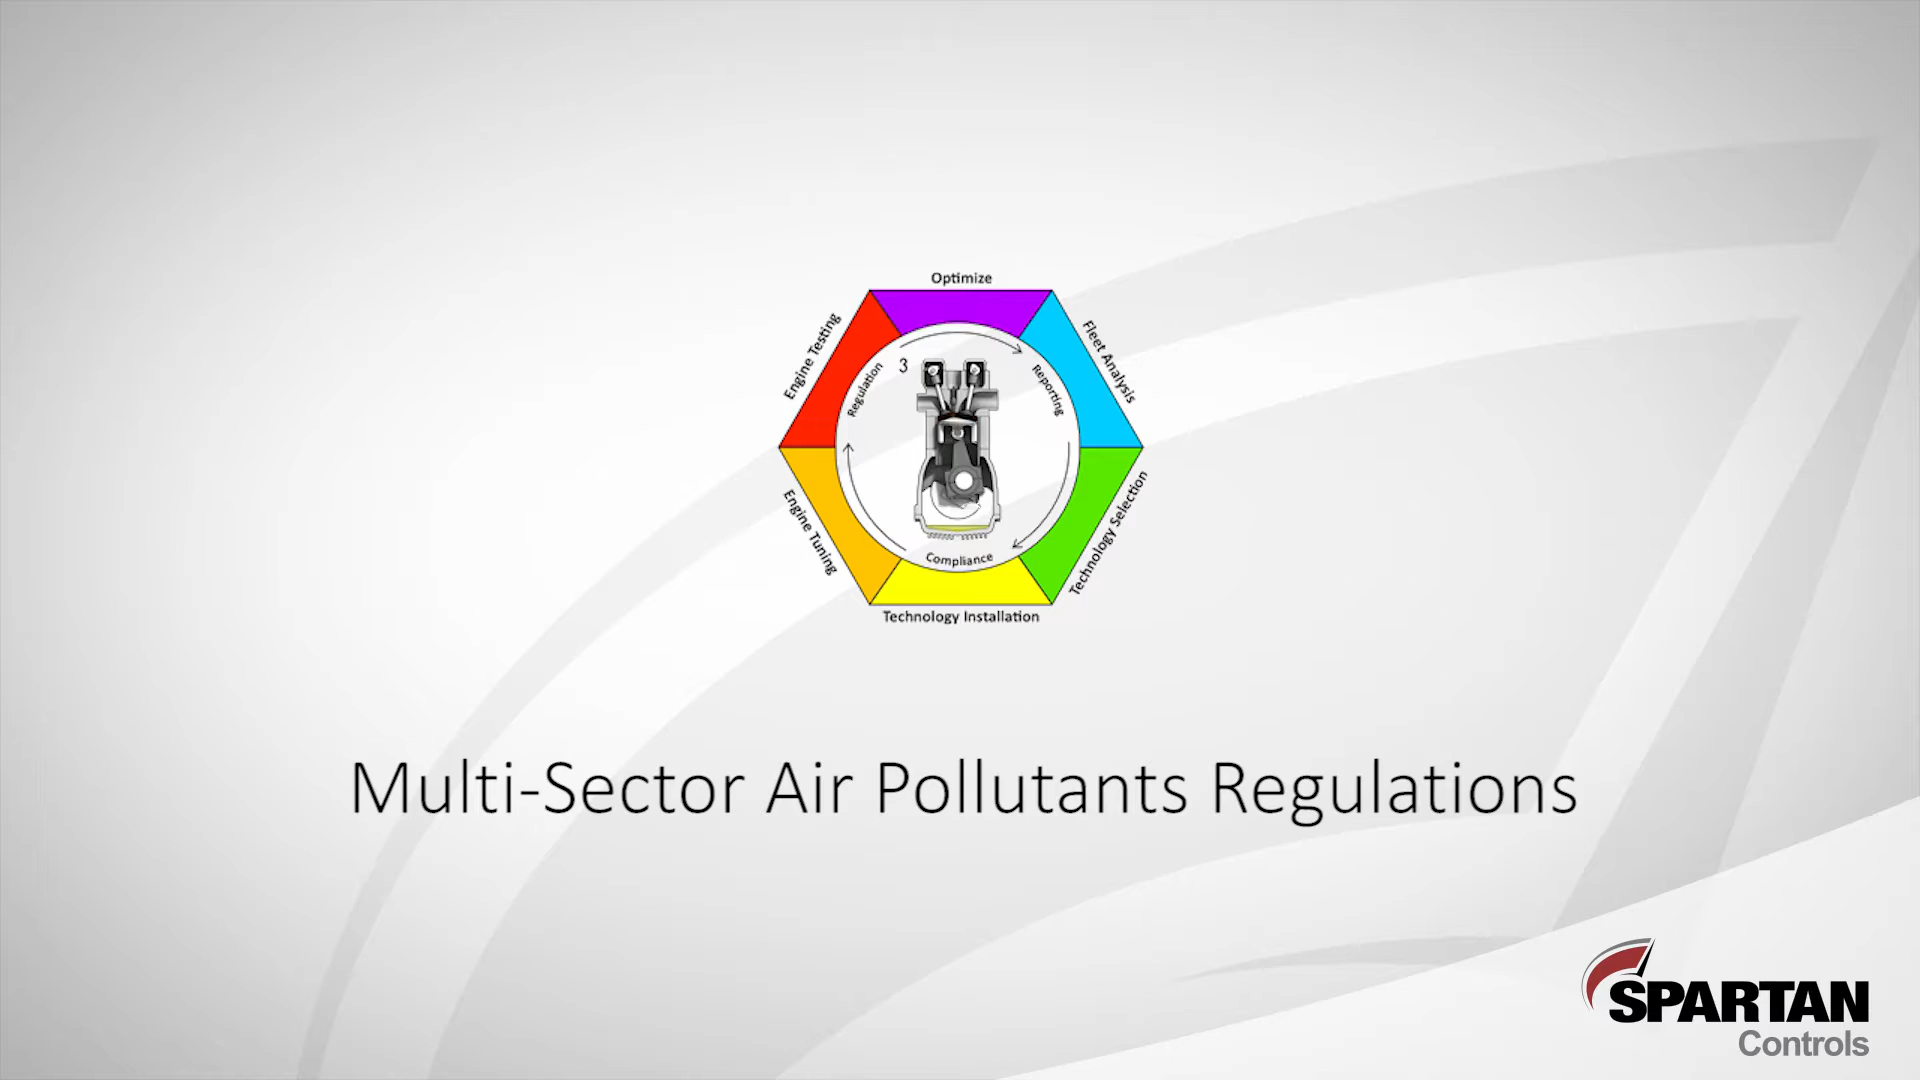 Optimize
Engine Testing
Fleet Analysis
3
Regulation
Reporting
Engine Tuning
Technology Selection
Compliance
Technology Installation
Multi-Sector Air Pollutants Regulations
SPARTAN
Controls